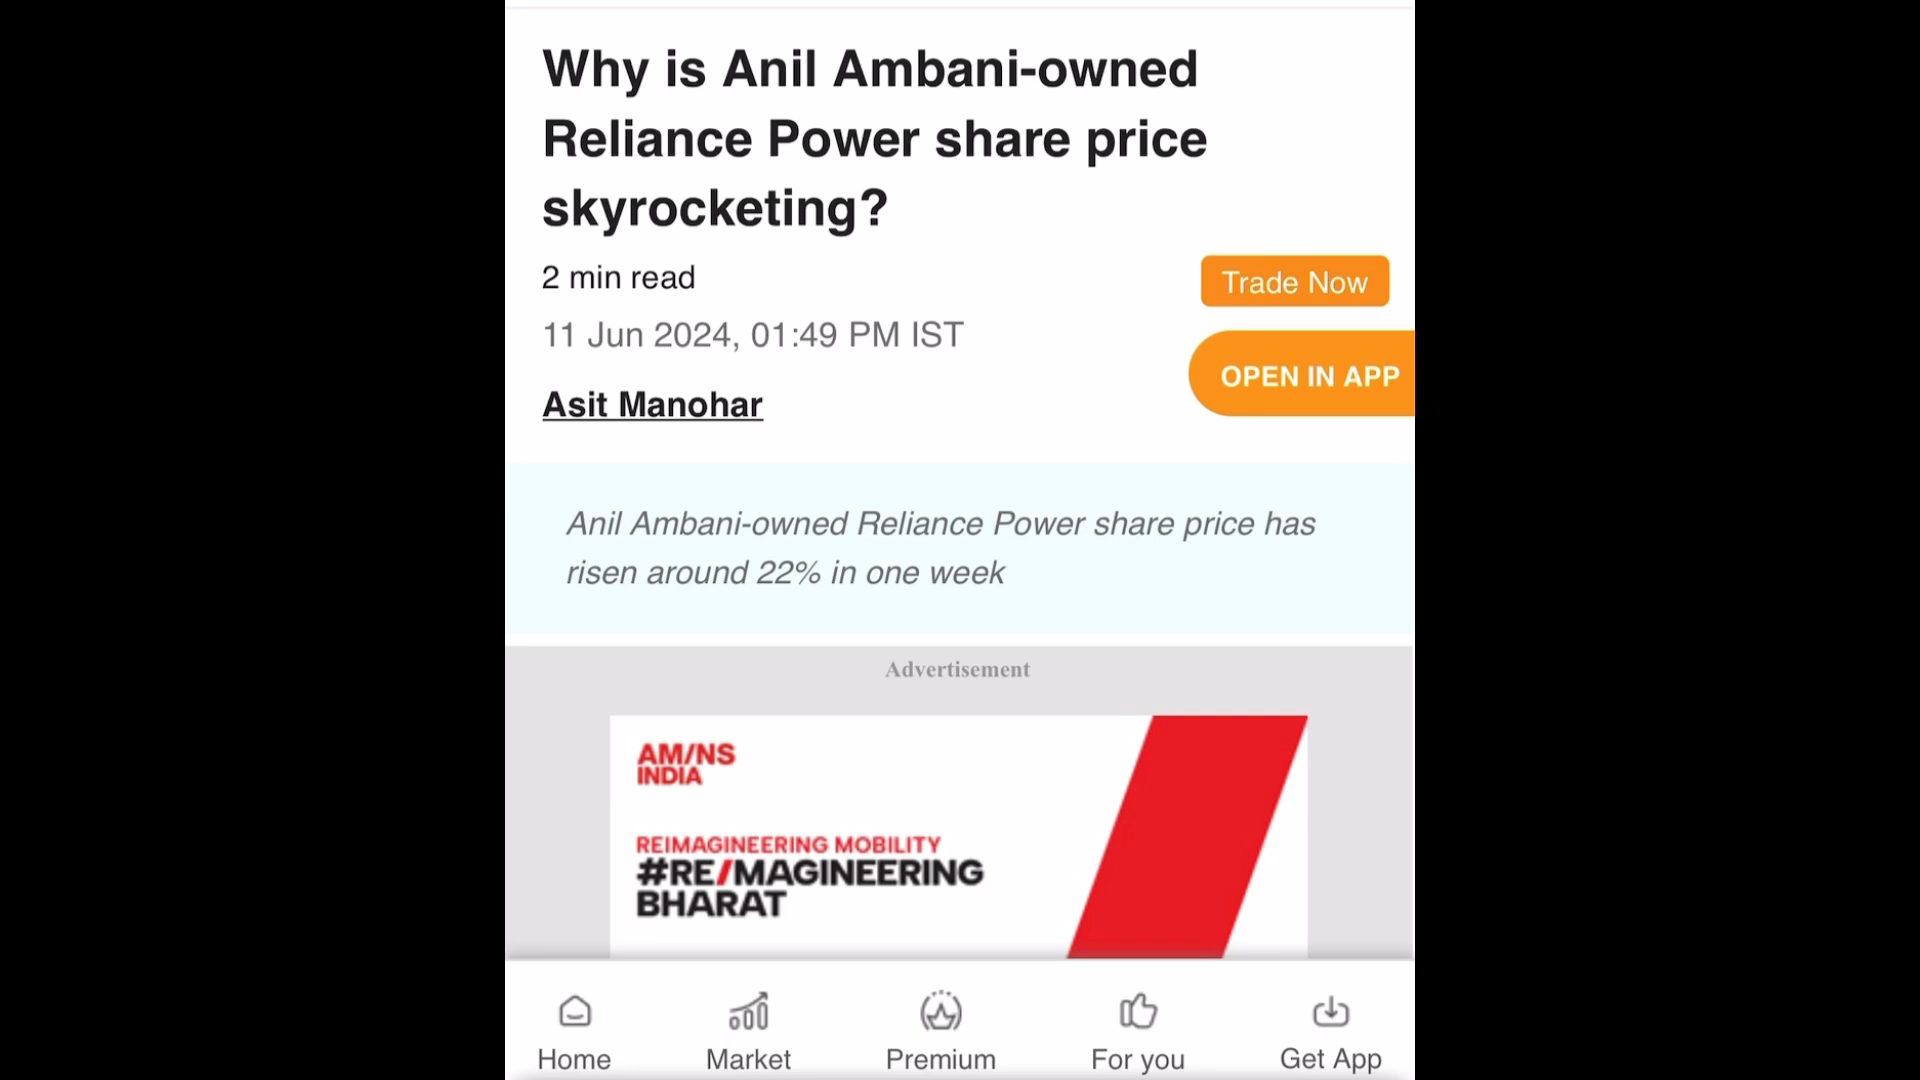 Why is Anil Ambani-owned
Reliance Power share price
skyrocketing?
2 min read
Trade Now
11 Jun 2024, 01:49 PM IST
OPEN IN APP
Asit Manohar
Anil Ambani-owned Reliance Power share price has
risen around 22% in one week
Advertisement
AM/NS
INDIA
REIMAGINEERING MOBILITY
#RE/MAGINEERING
BHARAT
Home
Market
Premium
For you
Get App